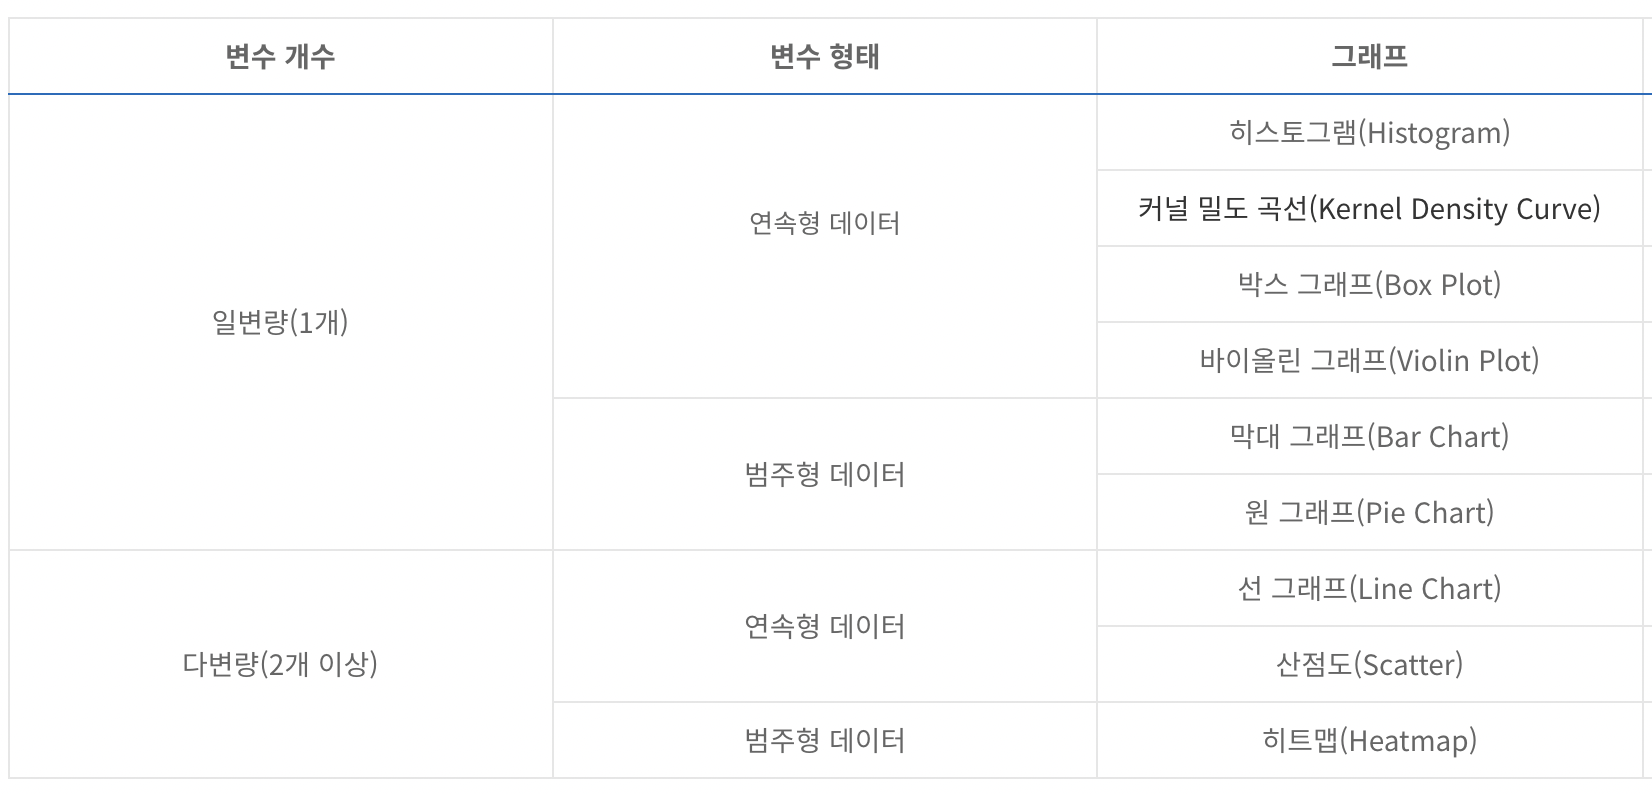 변수 개수
변수 형태
그래프
일변량(1개)
연속형 데이터
히스토그램(Histogram)
커널 밀도 곡선(Kernel Density Curve)
박스 그래프(Box Plot)
바이올린 그래프(Violin Plot)
범주형 데이터
막대 그래프(Bar Chart)
원 그래프(Pie Chart)
다변량(2개 이상)
연속형 데이터
선 그래프(Line Chart)
산점도(Scatter)
범주형 데이터
히트맵(Heatmap)